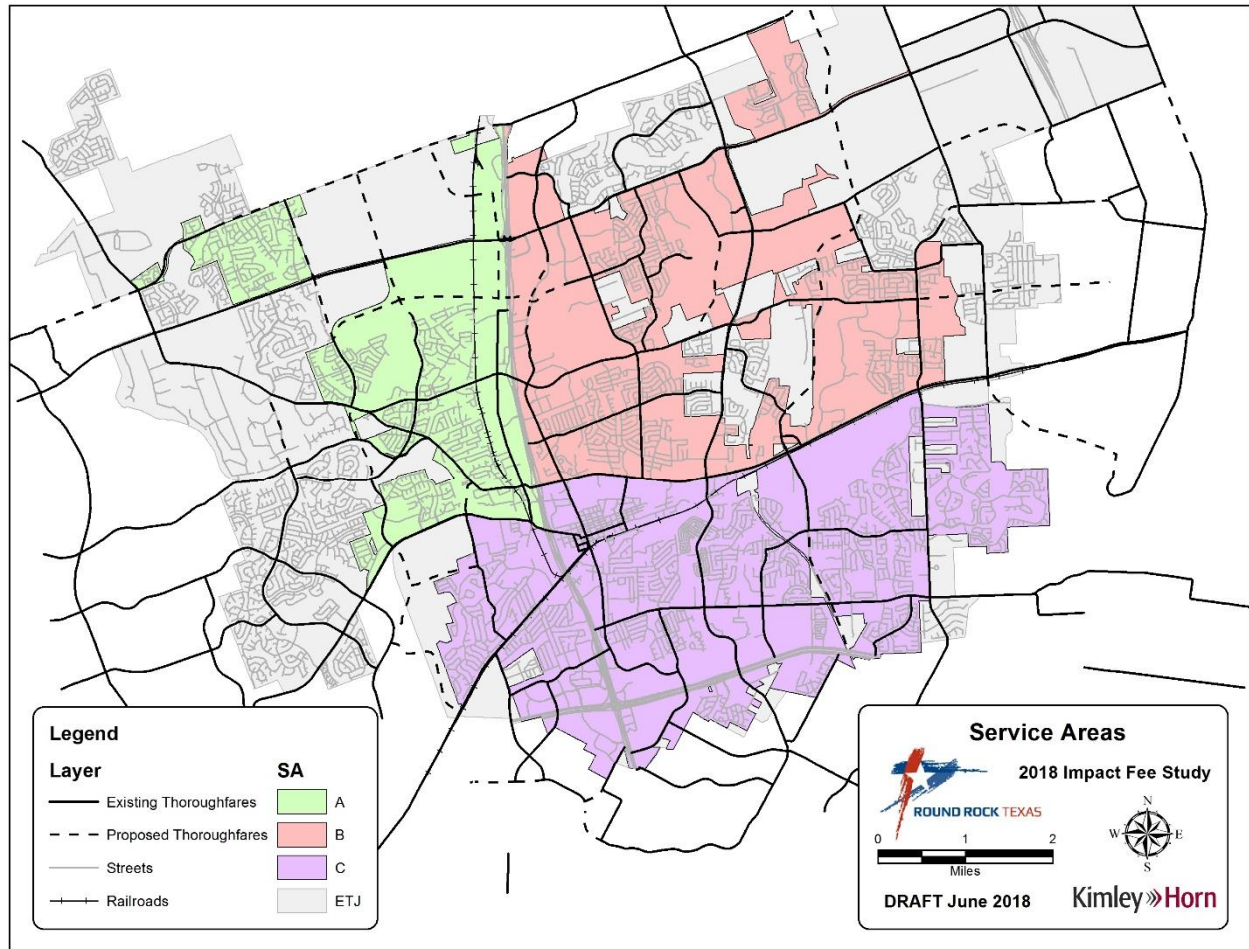 Legend
Layer
SA
Existing Thoroughfares
A
Proposed Thoroughfares
B
Streets
C
Railroads
ETJ
Service Areas
2018 Impact Fee Study
ROUND ROCK TEXAS
0 1 2
Miles
N
W E
S
DRAFT June 2018
Kimley»Horn